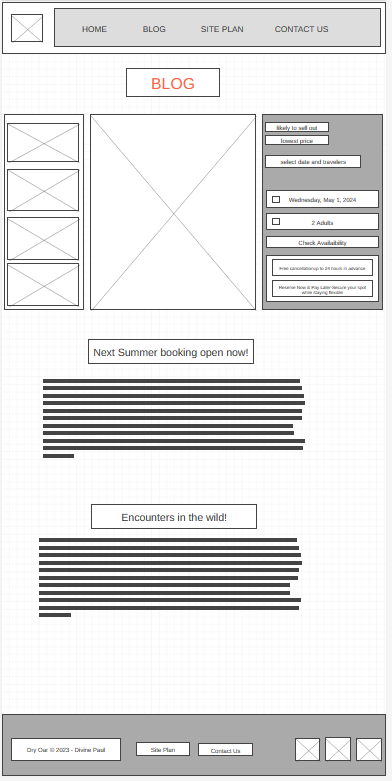 HOME BLOG SITE PLAN CONTACT US
BLOG
likely to sell out
lowest price
select date and travelers
Wednesday, May 1, 2024
2 Adults
Check Availability
Free cancellation/up to 24 hours in advance
Reserve Now & Pay Later-secure your spot
while staying flexible
Next Summer booking open now!
Encounters in the wild!
Dry Oar © 2023 - Divine Paul
Site Plan
Contact Us